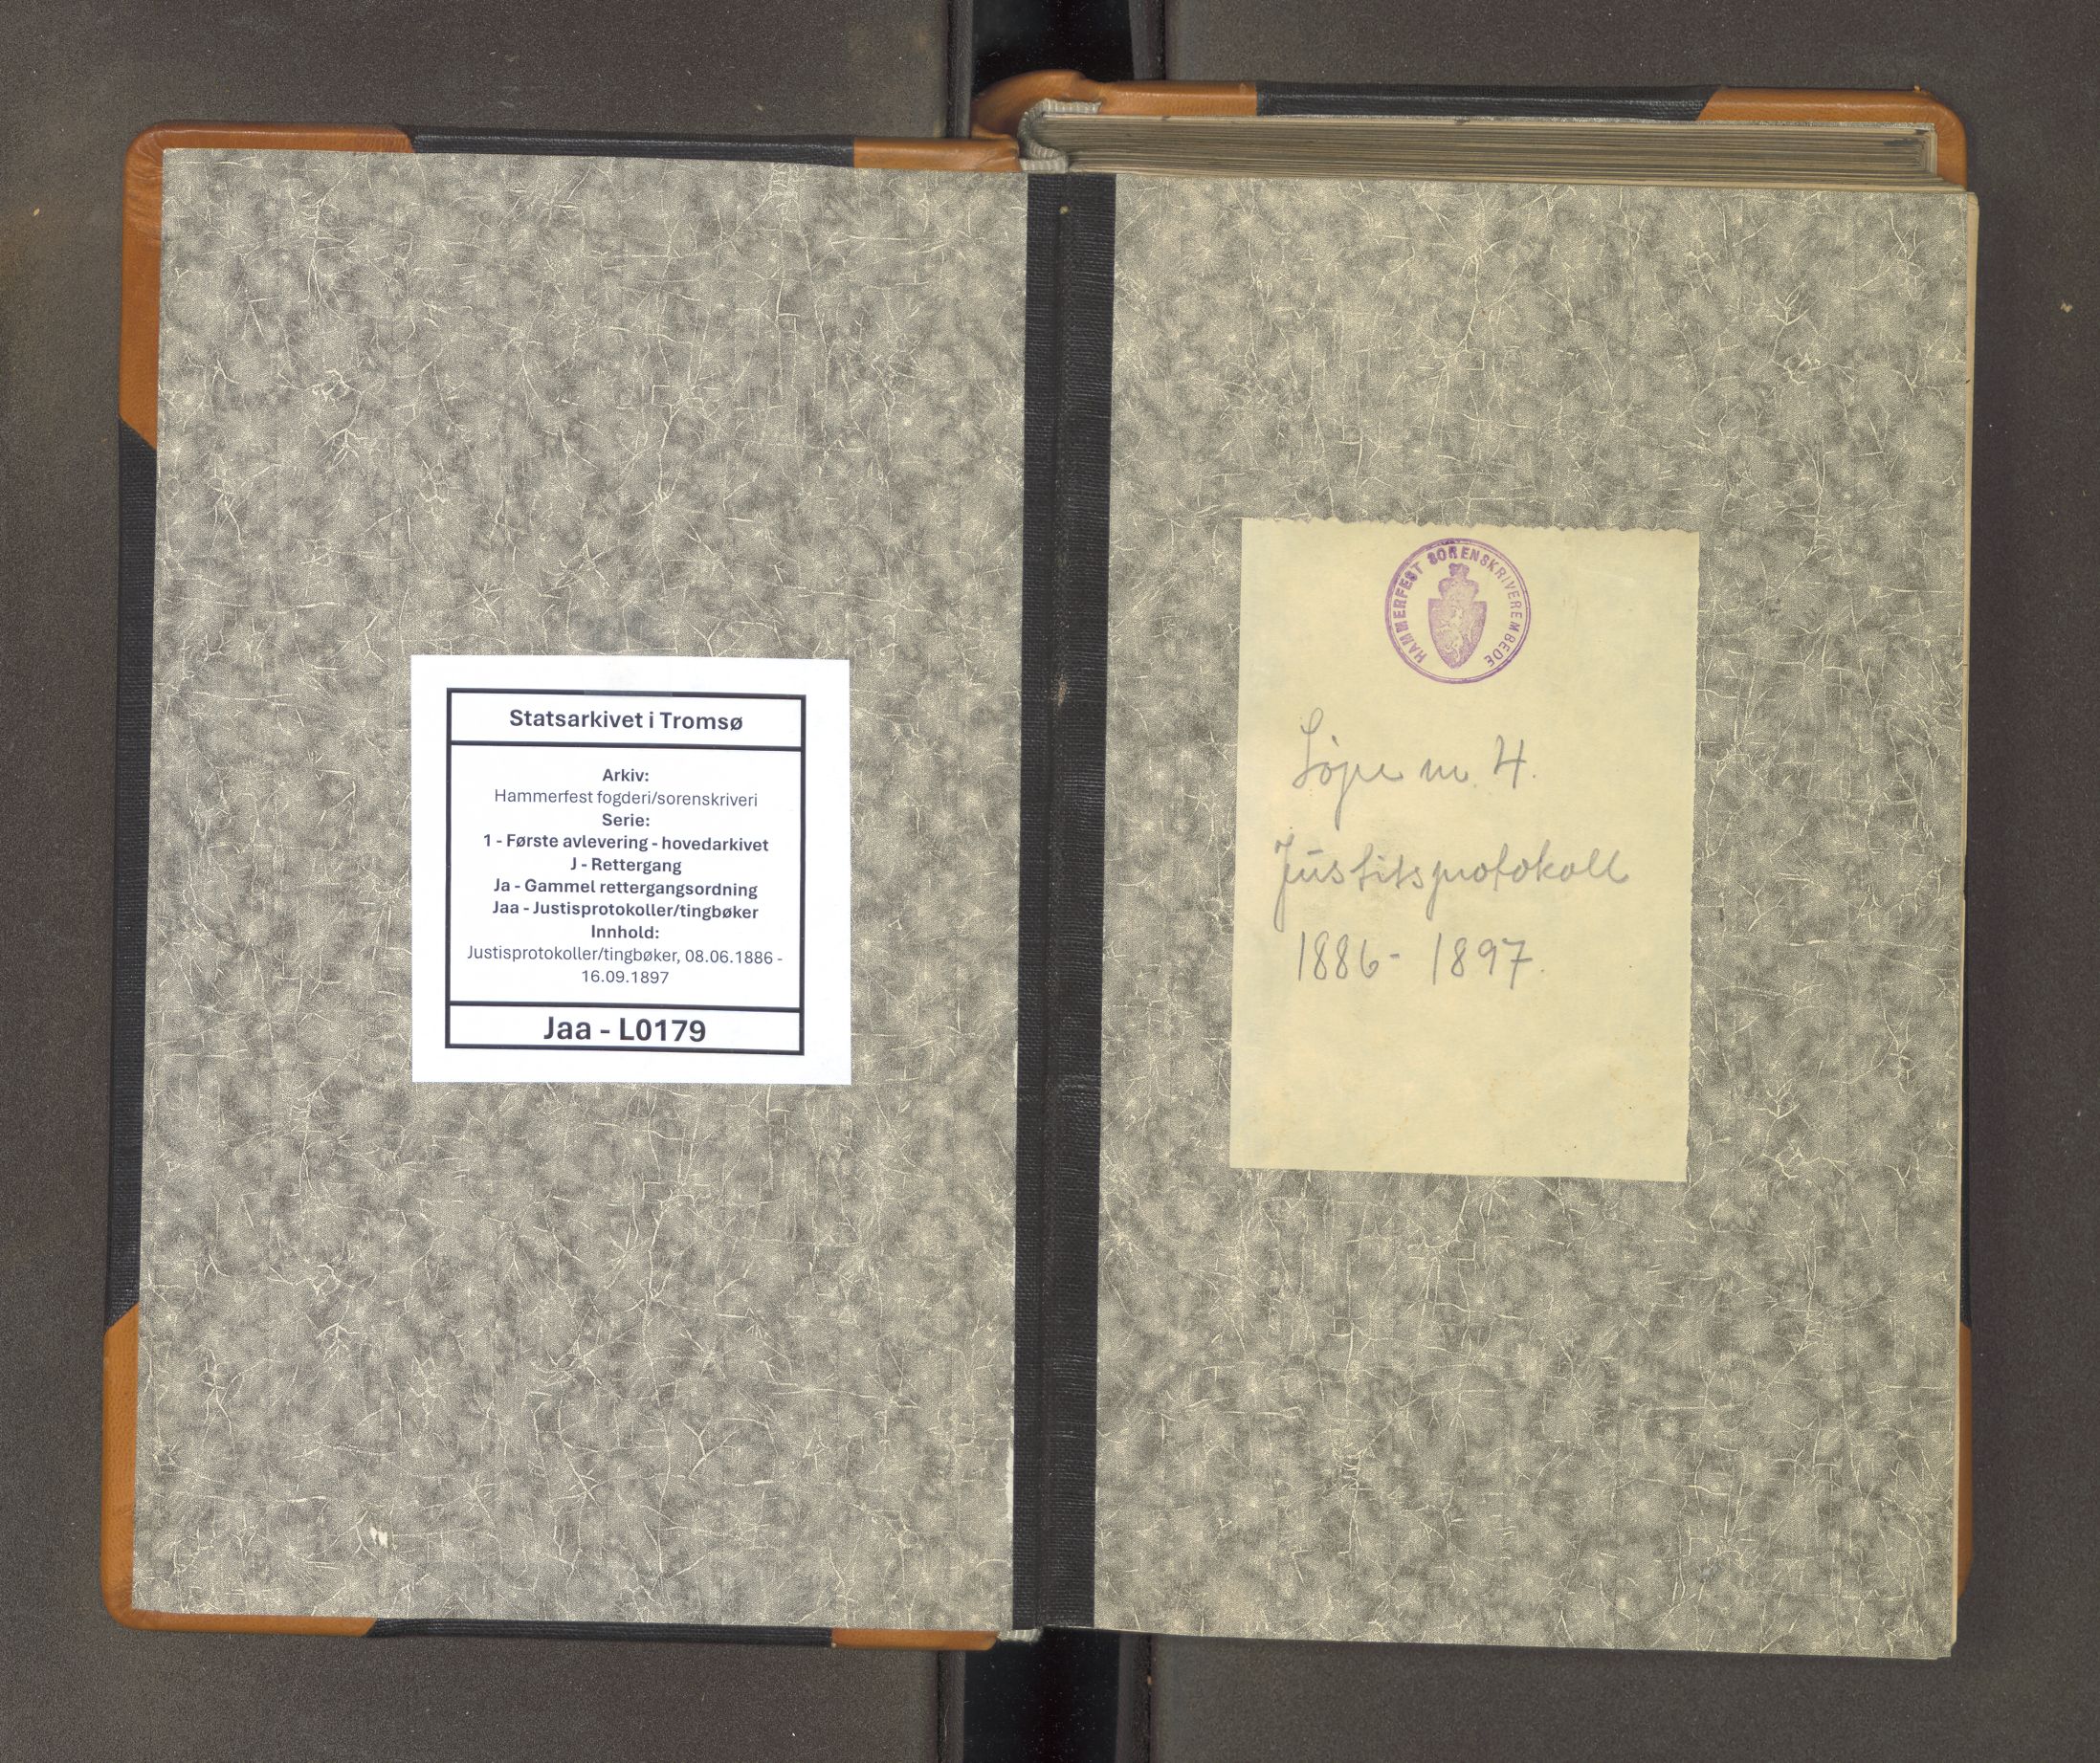 Statsarkivet i Tromsø
Arkiv:
Hammerfest fogderi/sorenskriveri
Serie:
1 - Første avlevering - hovedarkivet
J - Rettergang
Ja - Gammel rettergangsordning
Jaa - Justisprotokoller/tingbøker
Innhold:
Justisprotokoller/tingbøker, 08.06.1886 -
16.09.1897
Jaa - L0179
HAMMERFEST SORENSKRIVEREMBEDE
nr. 4.
Justitsprotokoll
1886 - 1897.